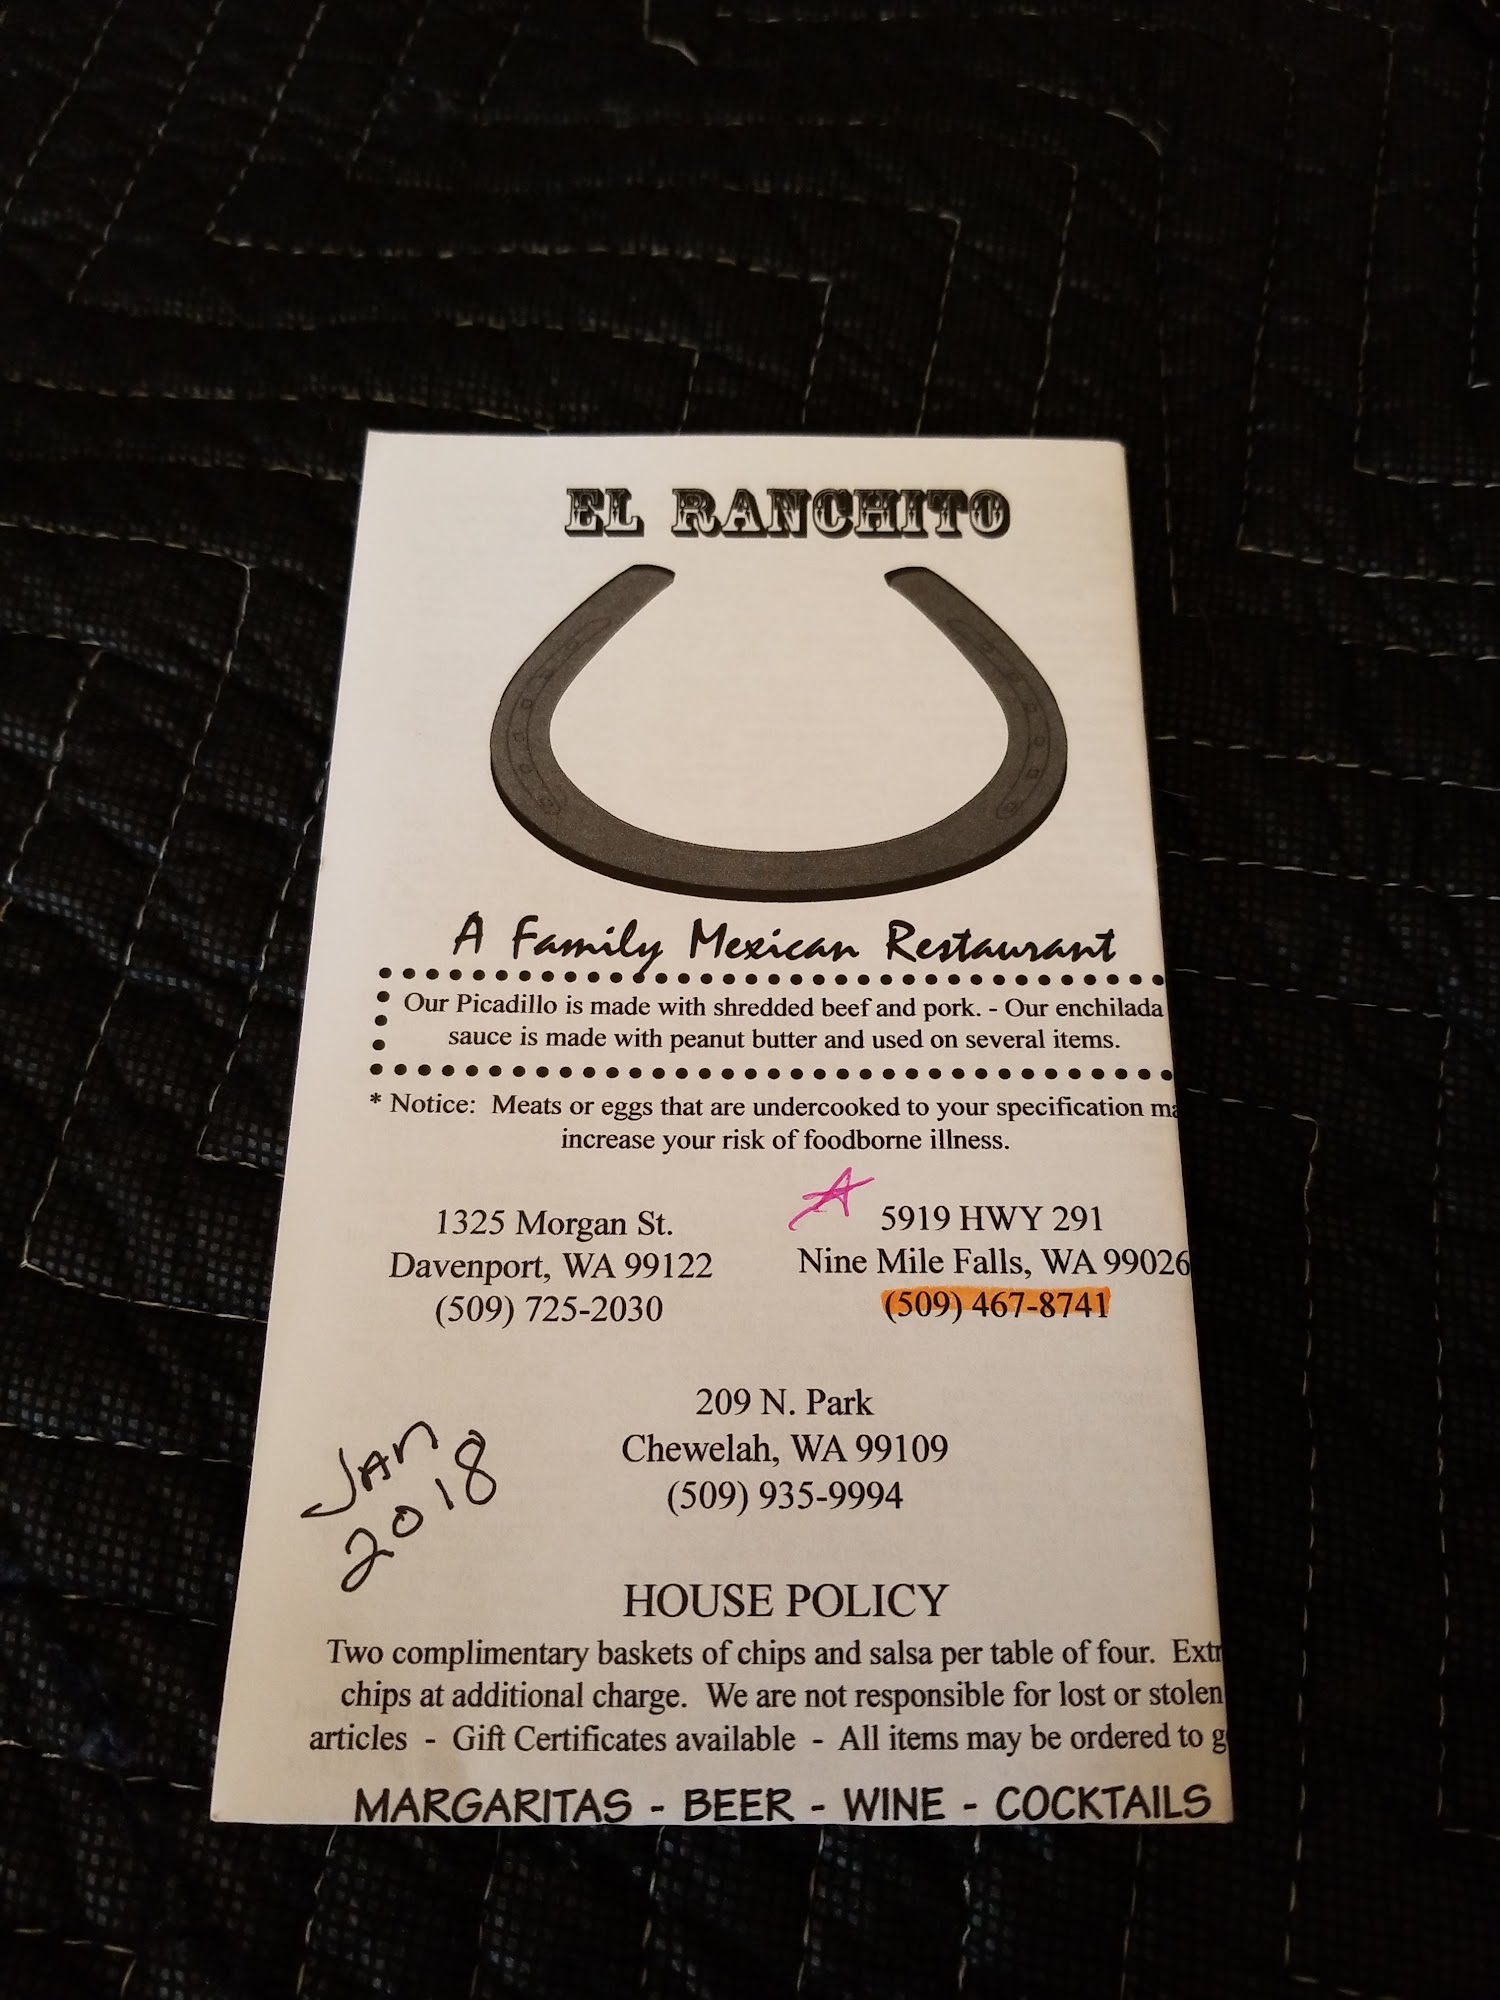 EL RANCHITO
A Family Mexican Restaurant
Our Picadillo is made with shredded beef and pork. - Our enchilada
sauce is made with peanut butter and used on several items.
* Notice: Meats or eggs that are undercooked to your specification ma
increase your risk of foodborne illness.
1325 Morgan St.
Davenport, WA 99122
(509) 725-2030
5919 HWY 291
Nine Mile Falls, WA 99026
(509) 467-8741
209 N. Park
Chewelah, WA 99109
(509) 935-9994
JAN
2018
HOUSE POLICY
Two complimentary baskets of chips and salsa per table of four. Extr
chips at additional charge. We are not responsible for lost or stolen
articles - Gift Certificates available - All items may be ordered to g
MARGARITAS - BEER - WINE - COCKTAILS